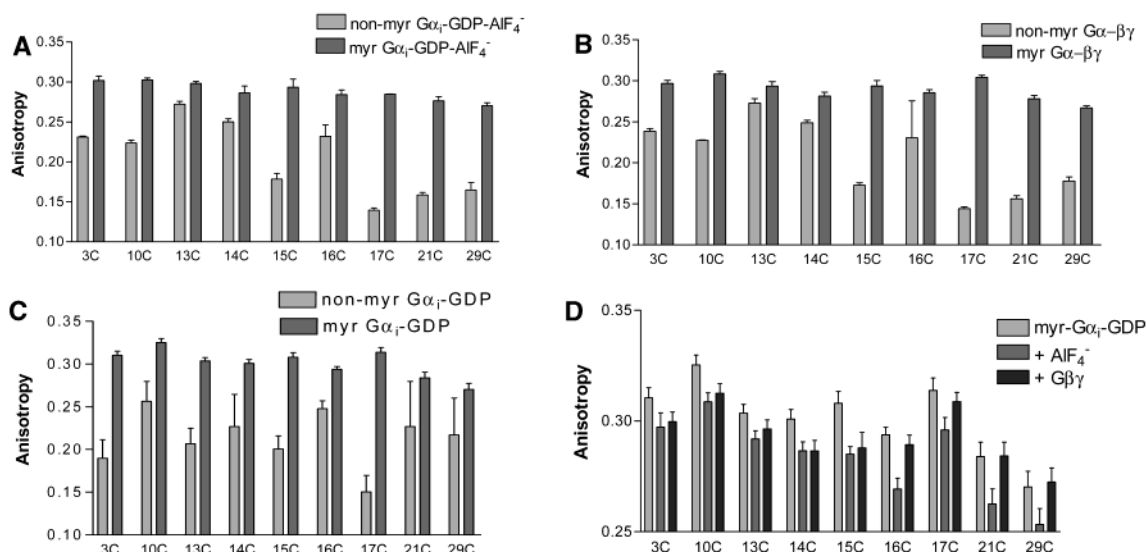 A
non-myr Gαᵢ-GDP-AlF₄⁻
myr Gαᵢ-GDP-AlF₄⁻
Anisotropy
0.35
0.30
0.25
0.20
0.15
0.10
3C 10C 13C 14C 15C 16C 17C 21C 29C
B
non-myr Gα-βγ
myr Gα-βγ
Anisotropy
0.35
0.30
0.25
0.20
0.15
0.10
3C 10C 13C 14C 15C 16C 17C 21C 29C
C
non-myr Gαᵢ-GDP
myr Gαᵢ-GDP
Anisotropy
0.35
0.30
0.25
0.20
0.15
0.10
3C 10C 13C 14C 15C 16C 17C 21C 29C
D
myr-Gαᵢ-GDP
+ AlF₄⁻
+ Gβγ
Anisotropy
0.35
0.30
0.25
3C 10C 13C 14C 15C 16C 17C 21C 29C